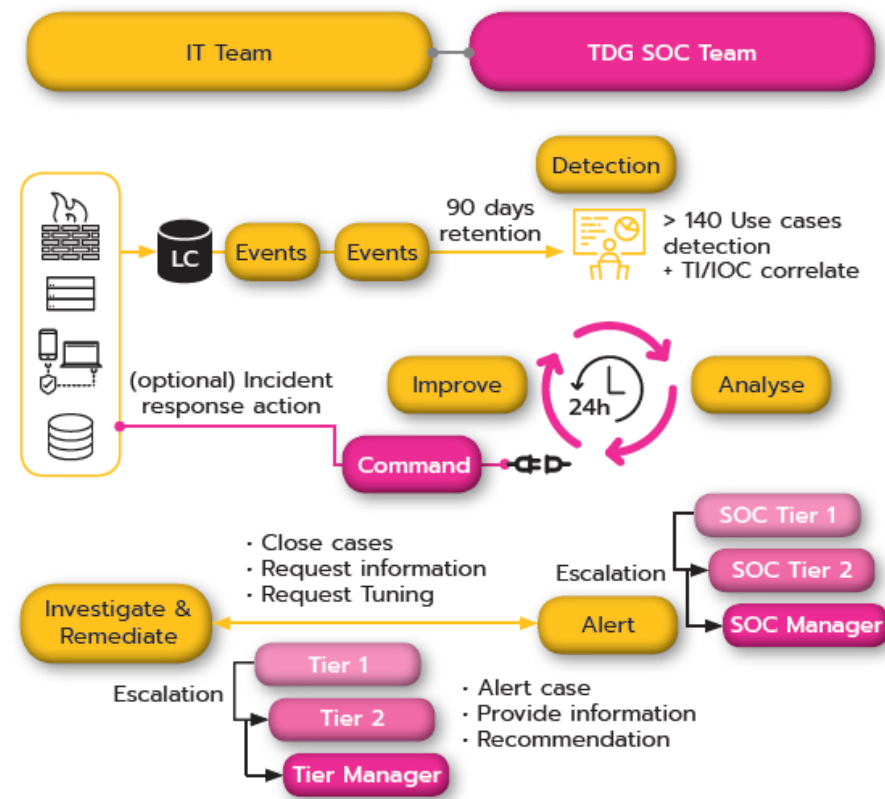 IT Team
TDG SOC Team
Detection
90 days
retention
> 140 Use cases
detection
+ TI/IOC correlate
LC
Events
Events
(optional) Incident
response action
Improve
24h
Analyse
Command
SOC Tier 1
Escalation
SOC Tier 2
SOC Manager
· Close cases
· Request information
· Request Tuning
Investigate &
Remediate
Alert
Tier 1
Escalation
Tier 2
Tier Manager
· Alert case
· Provide information
· Recommendation